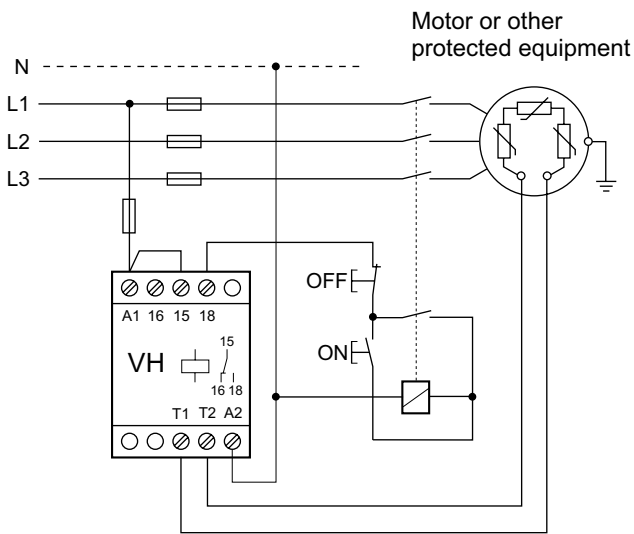 Motor or other
protected equipment
N
L1
L2
L3
OFF
A1 16 15 18
ON
VH
15
16 18
T1 T2 A2